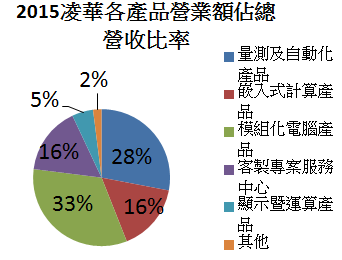 2015凌華各產品營業額佔總
營收比率
量測及自動化
產品
嵌入式計算產
品
模組化電腦產
品
客製專案服務
中心
顯示暨運算產
品
其他
2%
5%
16%
28%
33%
16%